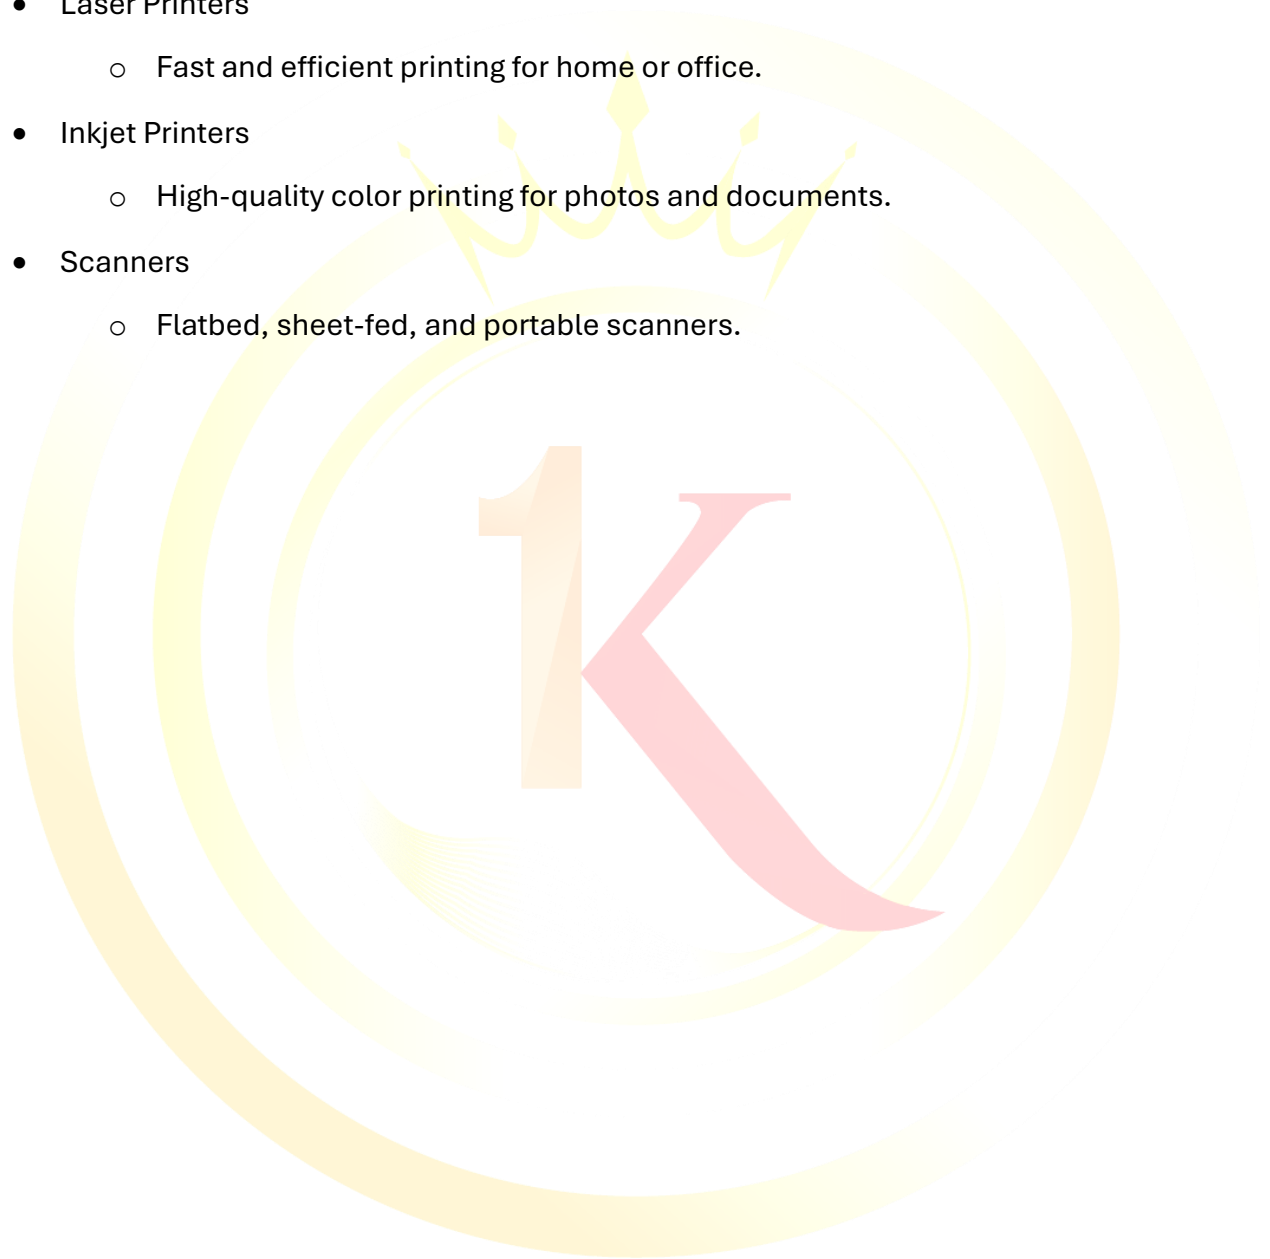 • Laser Printers
o Fast and efficient printing for home or office.
• Inkjet Printers
o High-quality color printing for photos and documents.
• Scanners
o Flatbed, sheet-fed, and portable scanners.
1K